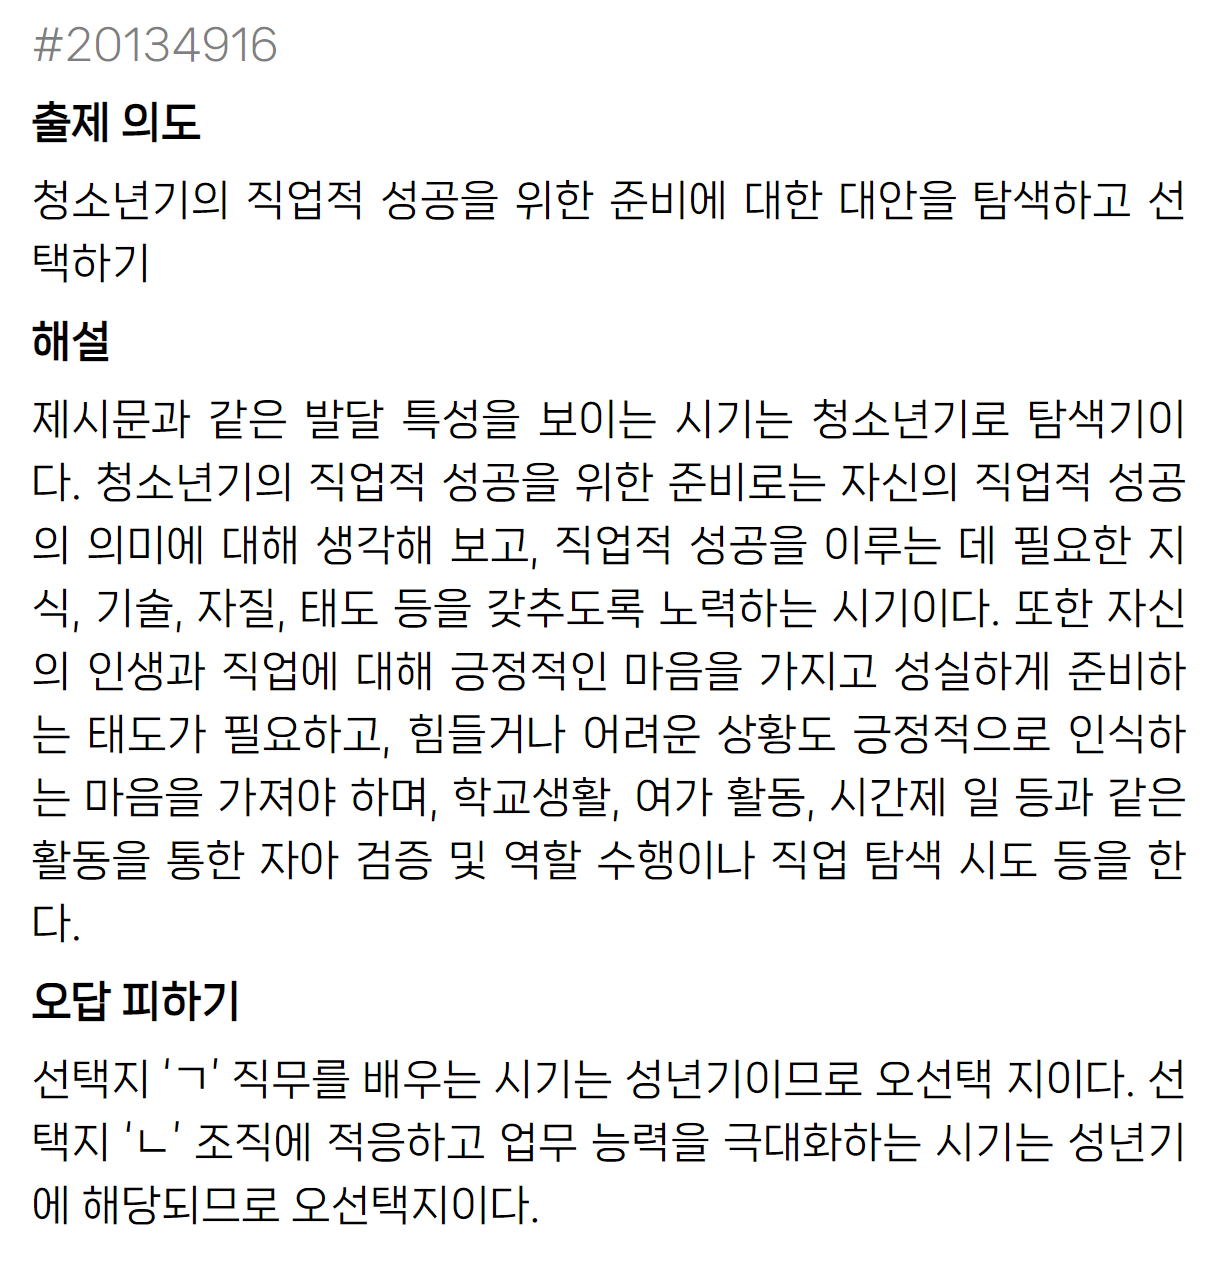 #20134916
출제 의도
청소년기의 직업적 성공을 위한 준비에 대한 대안을 탐색하고 선
택하기
해설
제시문과 같은 발달 특성을 보이는 시기는 청소년기로 탐색기이
다. 청소년기의 직업적 성공을 위한 준비로는 자신의 직업적 성공
의 의미에 대해 생각해 보고, 직업적 성공을 이루는 데 필요한 지
식, 기술, 자질, 태도 등을 갖추도록 노력하는 시기이다. 또한 자신
의 인생과 직업에 대해 긍정적인 마음을 가지고 성실하게 준비하
는 태도가 필요하고, 힘들거나 어려운 상황도 긍정적으로 인식하
는 마음을 가져야 하며, 학교생활, 여가 활동, 시간제 일 등과 같은
활동을 통한 자아 검증 및 역할 수행이나 직업 탐색 시도 등을 한
다.
오답 피하기
선택지 ‘ㄱ’ 직무를 배우는 시기는 성년기이므로 오선택 지이다. 선
택지 ‘ㄴ’ 조직에 적응하고 업무 능력을 극대화하는 시기는 성년기
에 해당되므로 오선택지이다.